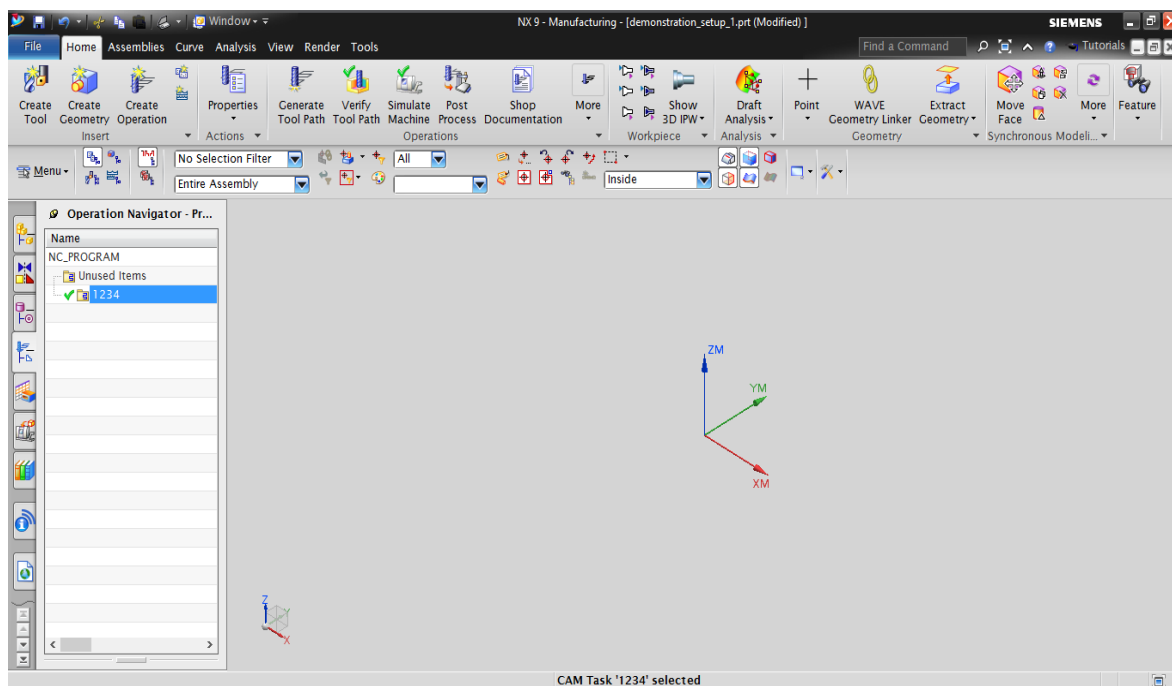 Window
NX 9 - Manufacturing - [demonstration_setup_1.prt (Modified) ]
SIEMENS
File Home Assemblies Curve Analysis View Render Tools
Find a Command
Tutorials
Create Tool
Create Geometry
Create Operation
Properties
Generate Tool Path
Verify Tool Path
Simulate Machine
Post Process
Shop Documentation
More
Show 3D IPW
Draft Analysis
Point
WAVE Geometry Linker
Extract Geometry
Move Face
More
Feature
Insert
Actions
Operations
Workpiece
Analysis
Geometry
Synchronous Modeli...
Menu
No Selection Filter
All
Entire Assembly
Inside
Operation Navigator - Pr...
Name
NC_PROGRAM
Unused Items
1234
ZM
YM
XM
Z
Y
X
CAM Task '1234' selected